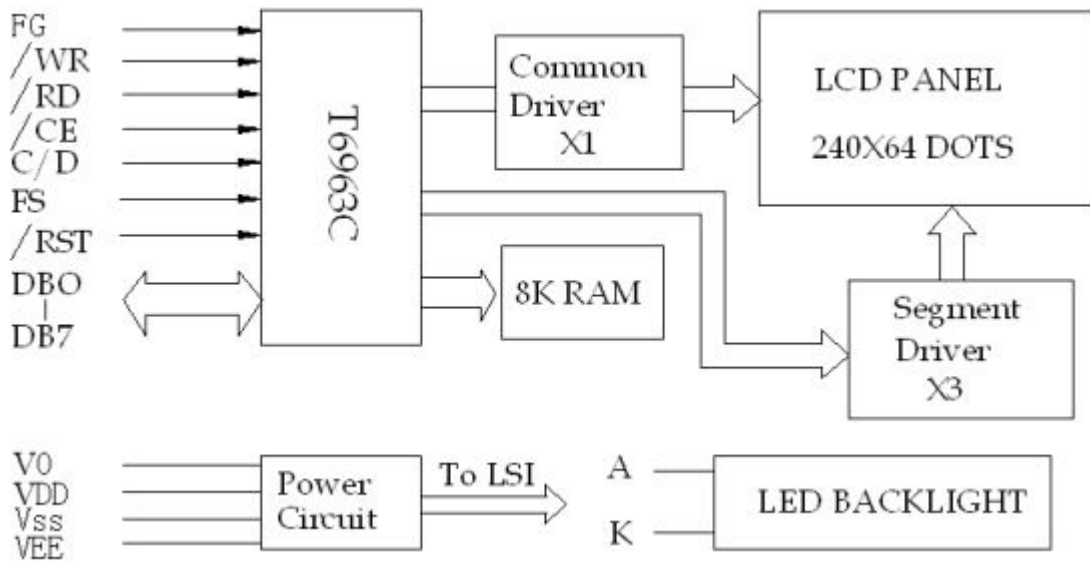 FG
/WR
/RD
/CE
C/D
FS
/RST
DB0
|
DB7
T6963C
Common
Driver
X1
LCD PANEL
240X64 DOTS
8K RAM
Segment
Driver
X3
V0
VDD
Vss
VEE
Power
Circuit
To LSI
A
K
LED BACKLIGHT